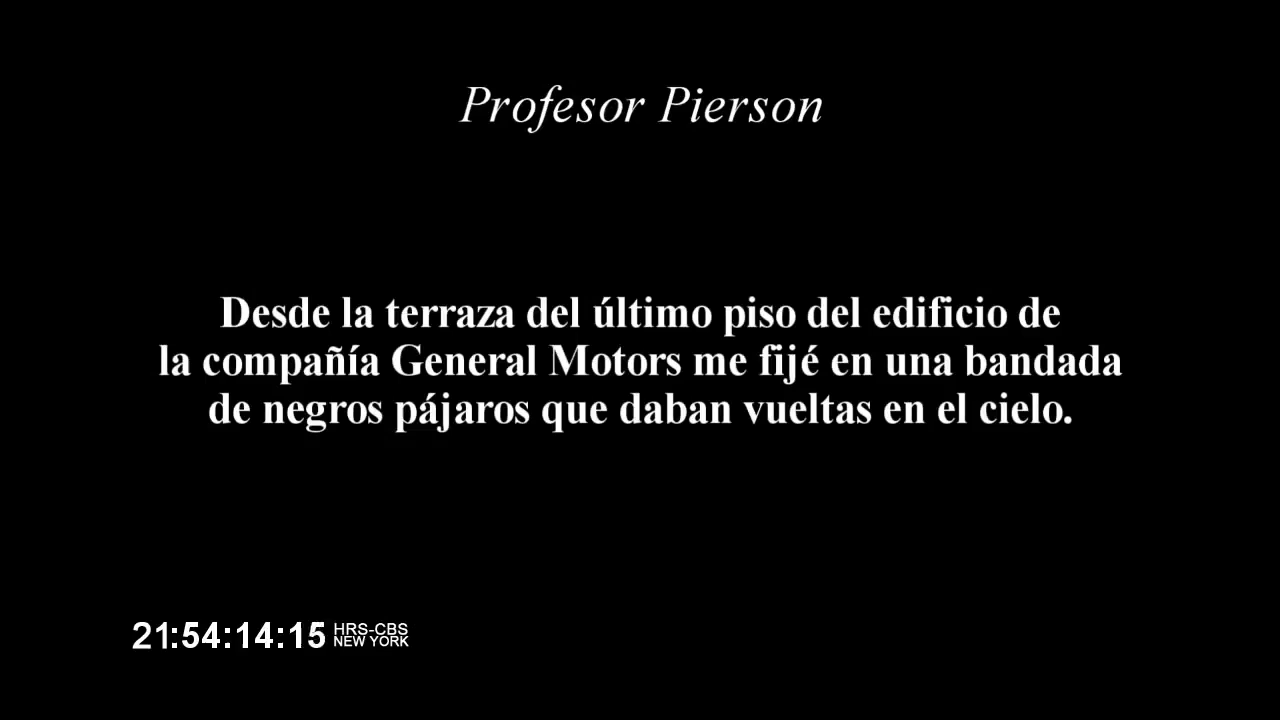 Profesor Pierson
Desde la terraza del último piso del edificio de
la compañía General Motors me fijé en una bandada
de negros pájaros que daban vueltas en el cielo.
21:54:14:15 HRS-CBS
NEW YORK